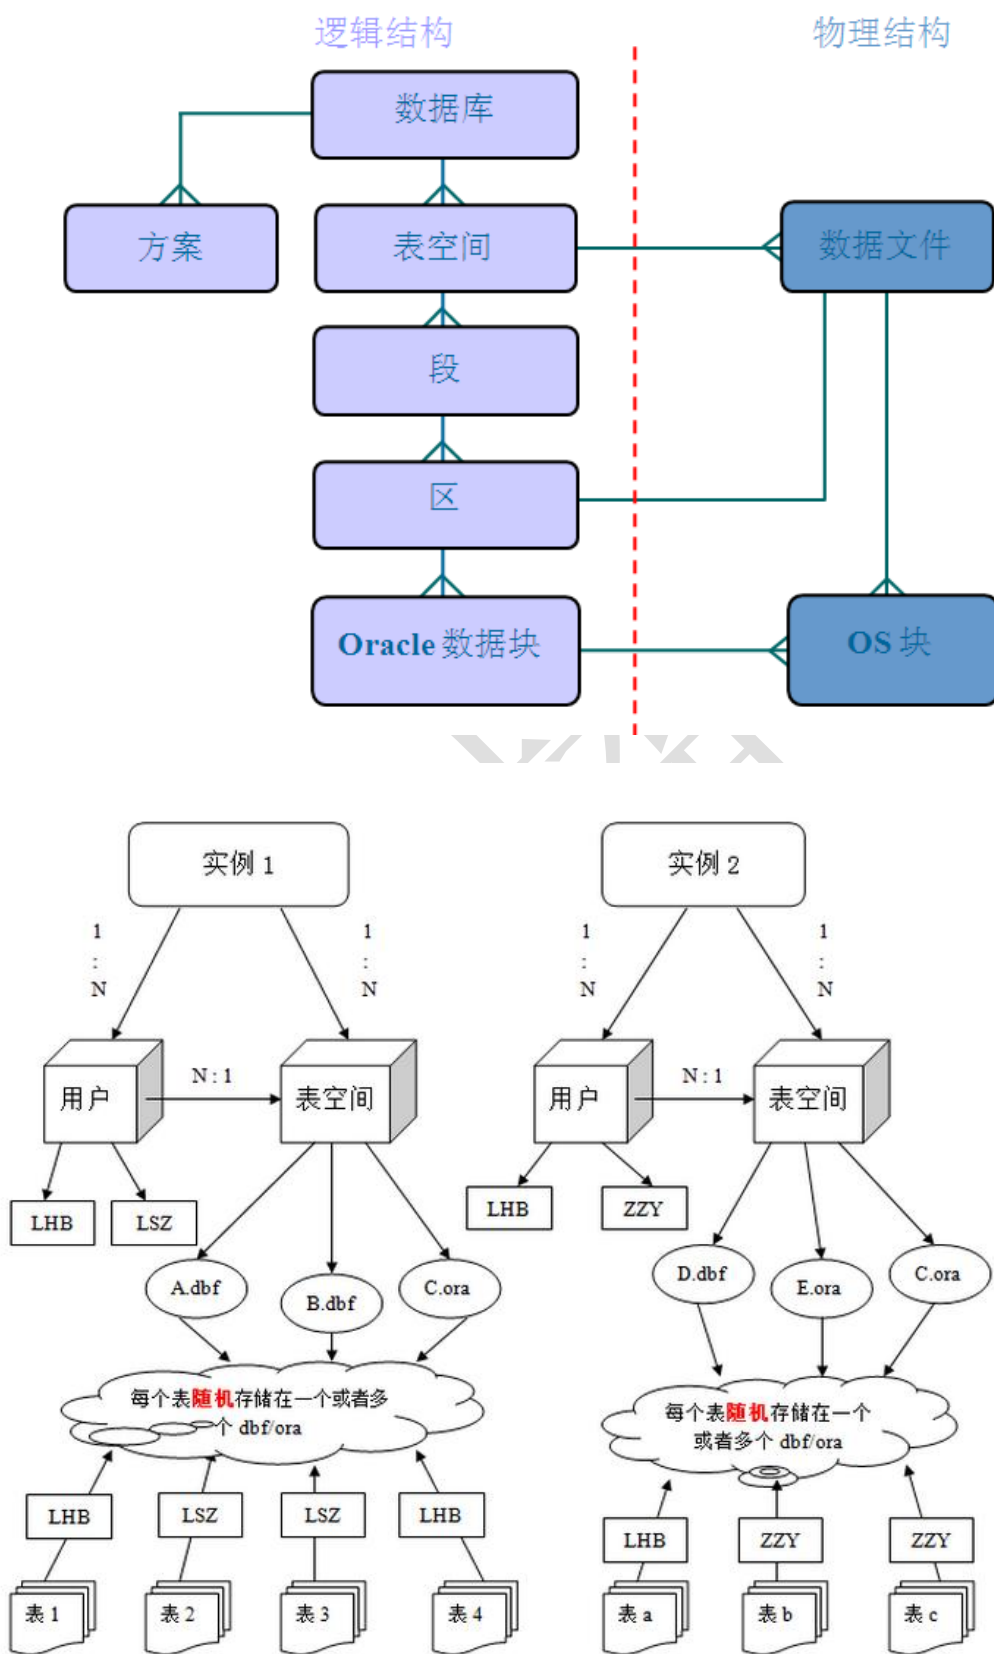 逻辑结构
物理结构
数据库
方案
表空间
数据文件
段
区
Oracle 数据块
OS 块
实例 1
实例 2
1
:
N
1
:
N
1
:
N
1
:
N
用户
N : 1
表空间
用户
N : 1
表空间
LHB
LSZ
LHB
ZZY
A.dbf
B.dbf
C.ora
D.dbf
E.ora
C.ora
每个表随机存储在一个或者多
个 dbf/ora
每个表随机存储在一个
或者多个 dbf/ora
LHB
LSZ
LSZ
LHB
LHB
ZZY
ZZY
表 1
表 2
表 3
表 4
表 a
表 b
表 c